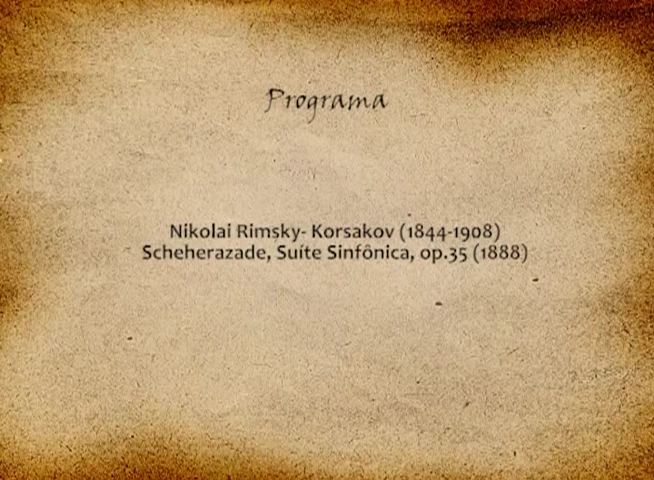 Programa
Nikolai Rimsky- Korsakov (1844-1908)
Scheherazade, Suíte Sinfônica, op.35 (1888)